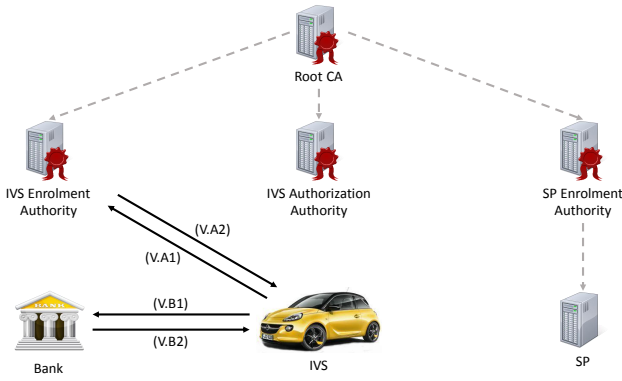 Root CA
IVS Enrolment
Authority
IVS Authorization
Authority
SP Enrolment
Authority
(V.A2)
(V.A1)
(V.B1)
(V.B2)
BANK
Bank
IVS
SP